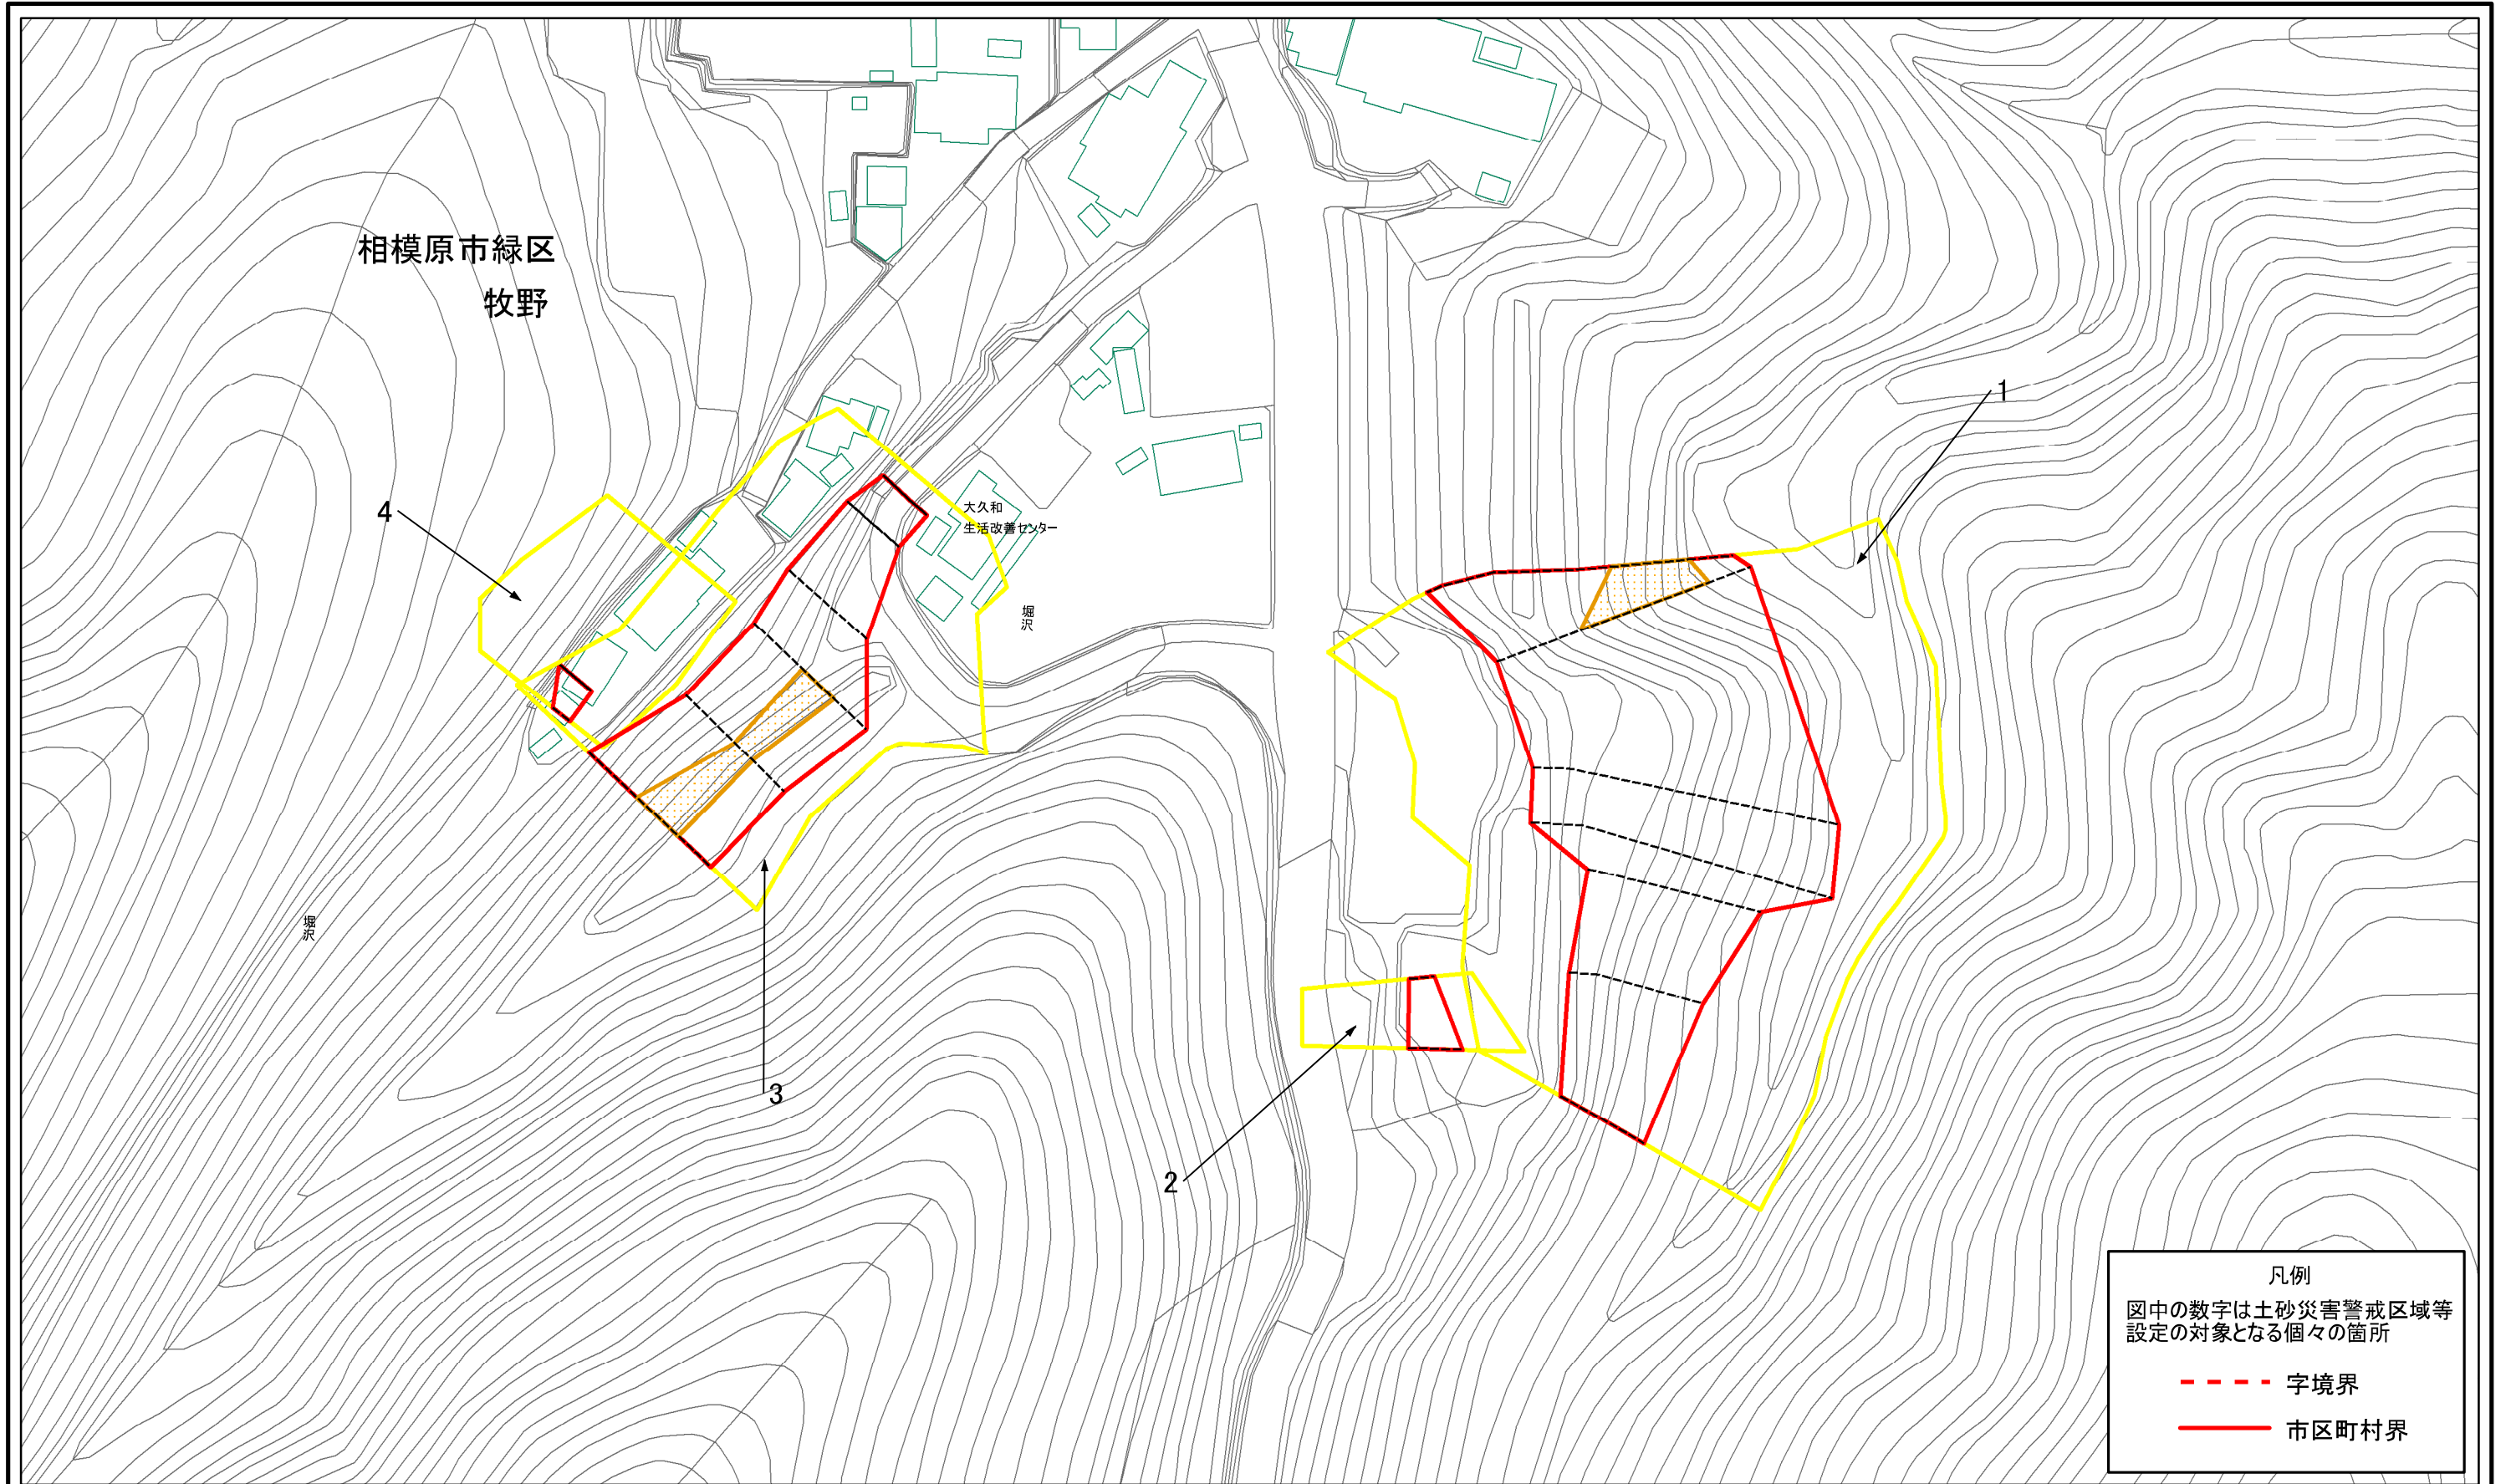 相模原市緑区
牧野
1
4
大久和
生活改善センター
堀沢
堀沢
3
2
凡例
図中の数字は土砂災害警戒区域等
設定の対象となる個々の箇所
字境界
市区町村界